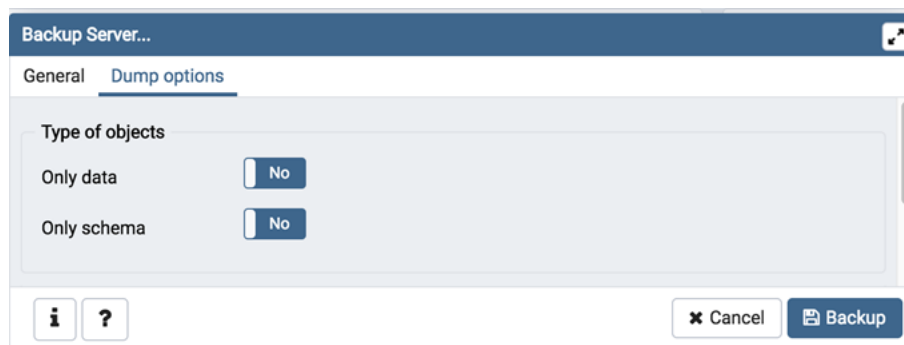 Backup Server...
General Dump options
Type of objects
Only data No
Only schema No
i ? Cancel Backup